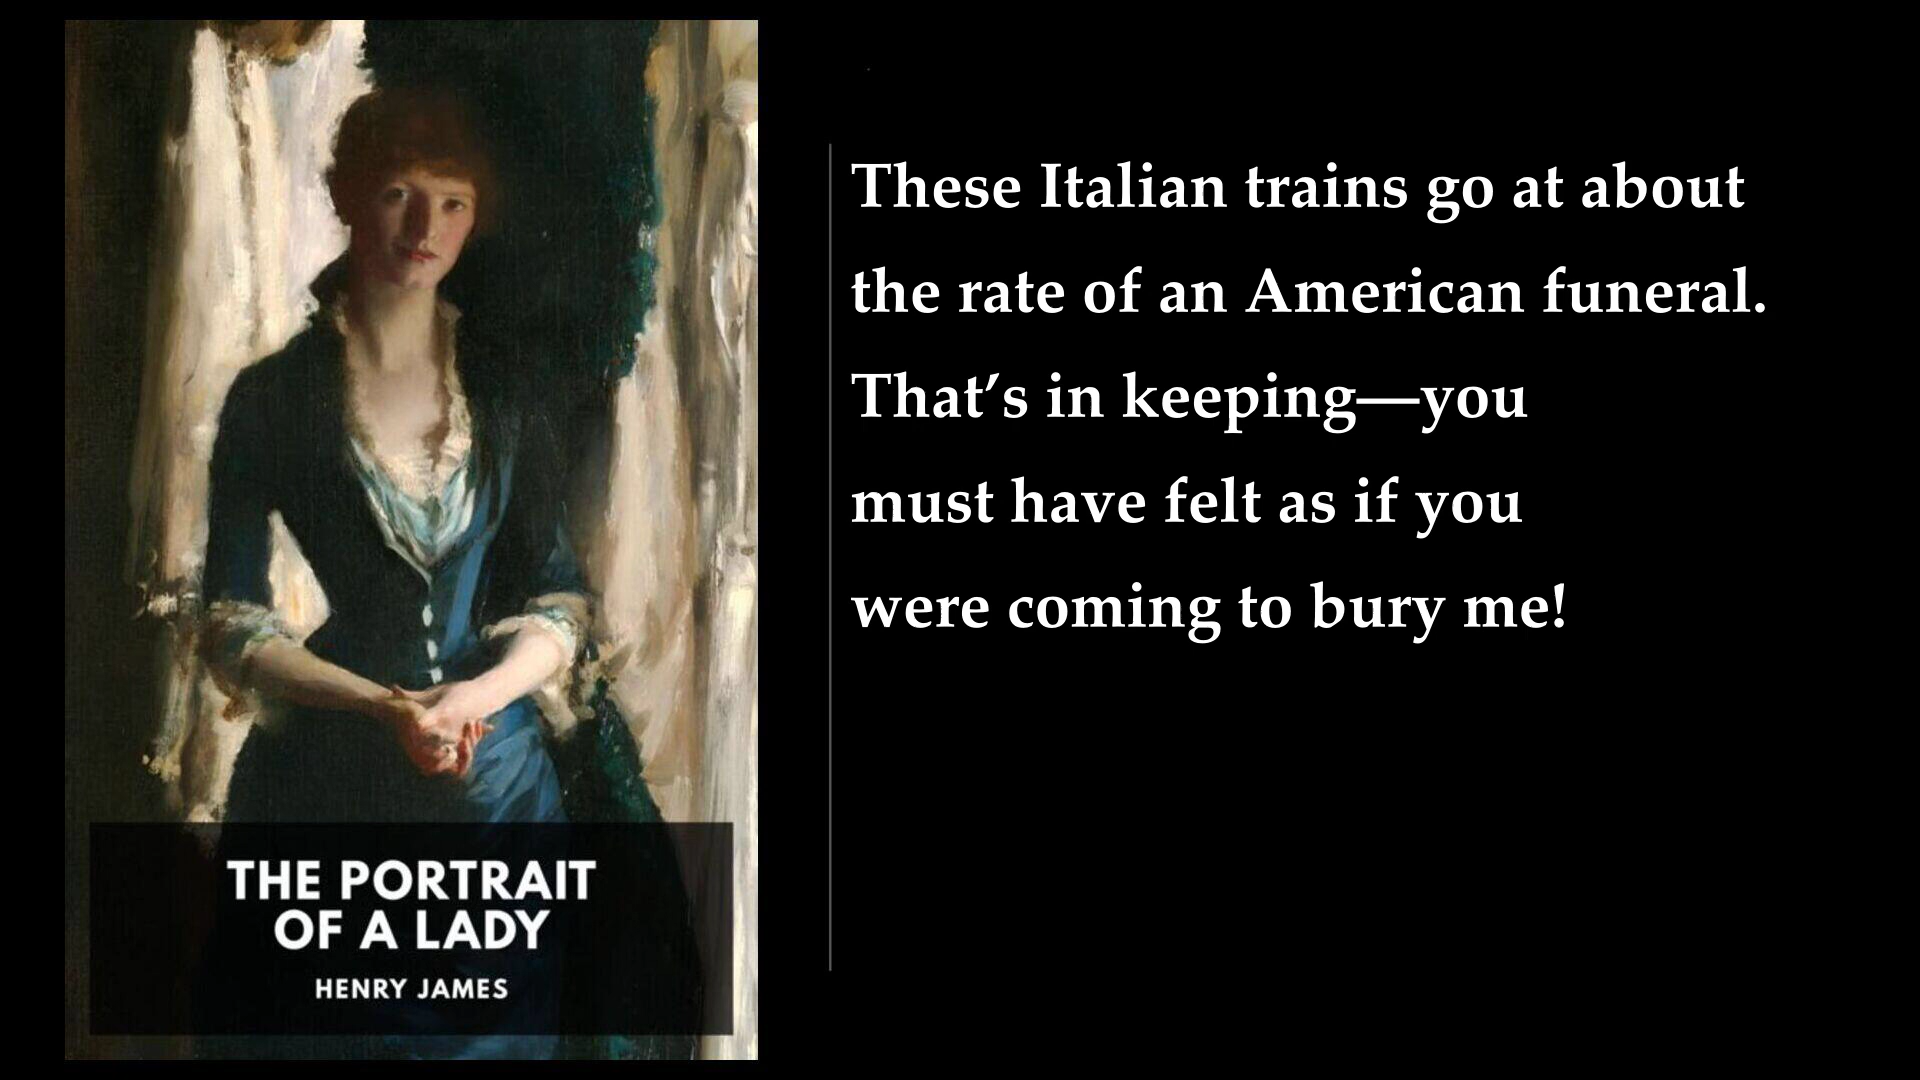 THE PORTRAIT
OF A LADY
HENRY JAMES
These Italian trains go at about
the rate of an American funeral.
That’s in keeping—you
must have felt as if you
were coming to bury me!